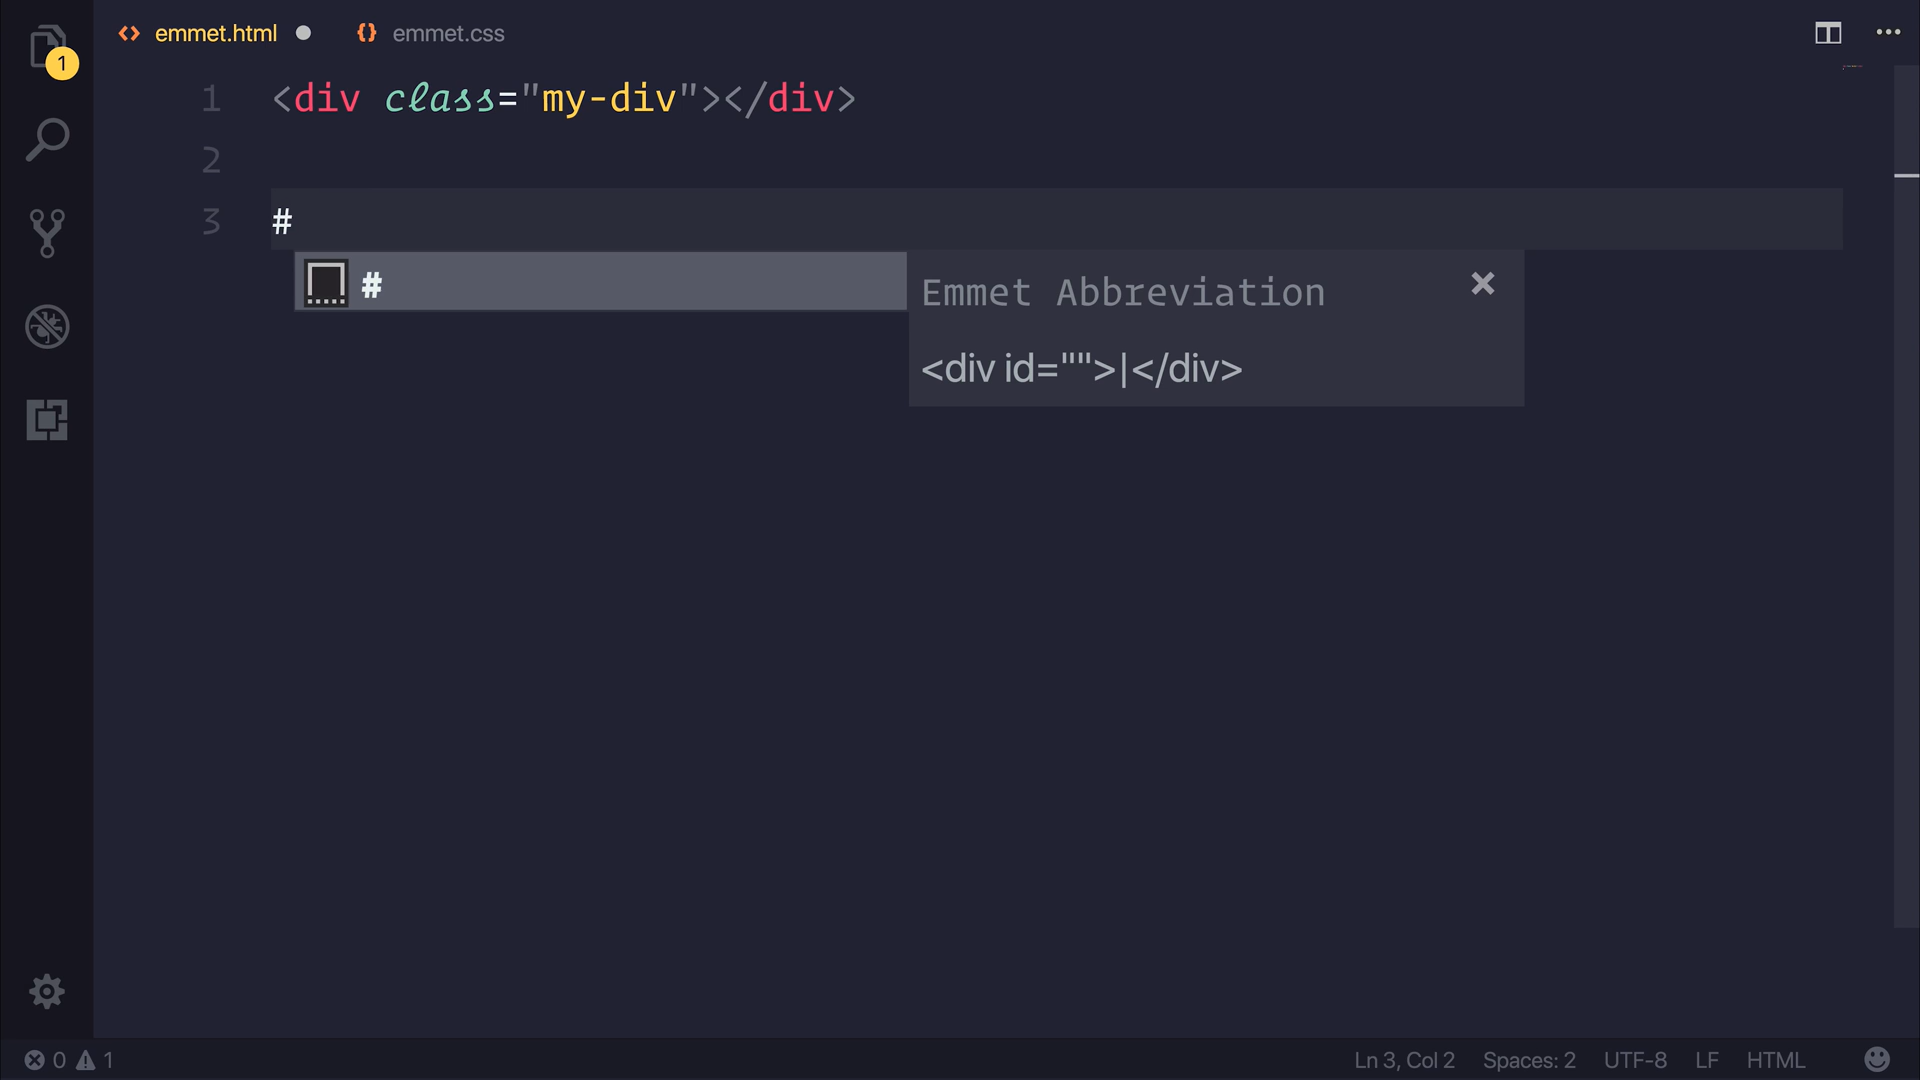 emmet.html
emmet.css
1
1 <div class="my-div"></div>
2
3 #
#
Emmet Abbreviation
<div id="">|</div>
0 1
Ln 3, Col 2 Spaces: 2 UTF-8 LF HTML